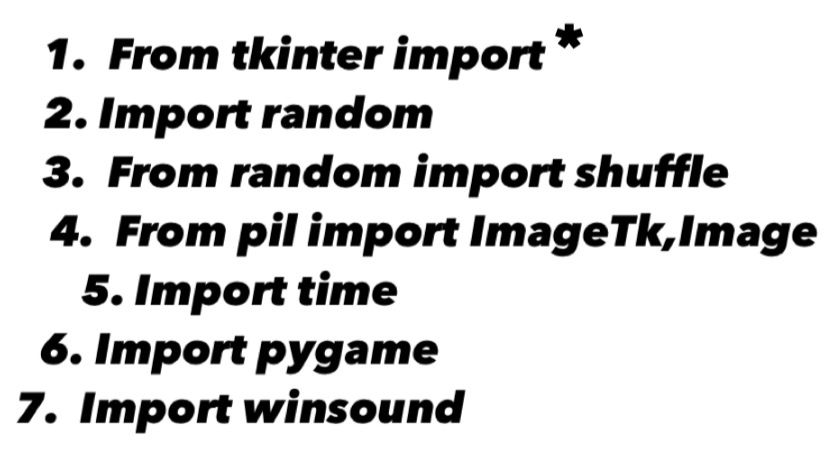 1. From tkinter import *
2. Import random
3. From random import shuffle
4. From pil import ImageTk,Image
5. Import time
6. Import pygame
7. Import winsound